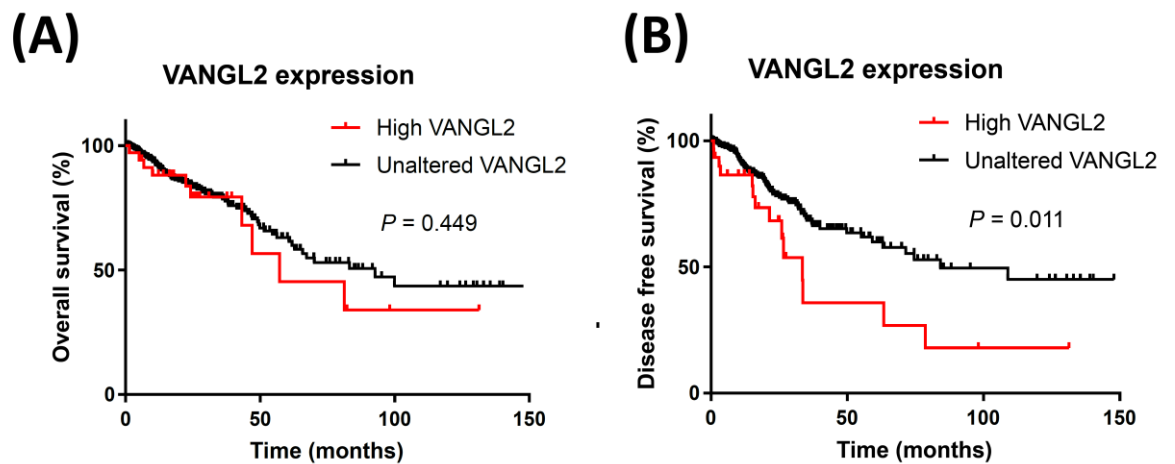 (A)
VANGL2 expression
High VANGL2
Unaltered VANGL2
P = 0.449
Overall survival (%)
100
50
0
0 50 100 150
Time (months)
(B)
VANGL2 expression
High VANGL2
Unaltered VANGL2
P = 0.011
Disease free survival (%)
100
50
0
0 50 100 150
Time (months)